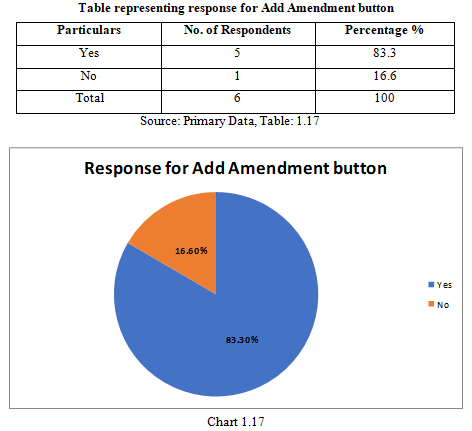 Table representing response for Add Amendment button
Particulars No. of Respondents Percentage %
Yes 5 83.3
No 1 16.6
Total 6 100
Source: Primary Data, Table: 1.17
Response for Add Amendment button
16.60%
Yes
No
83.30%
Chart 1.17